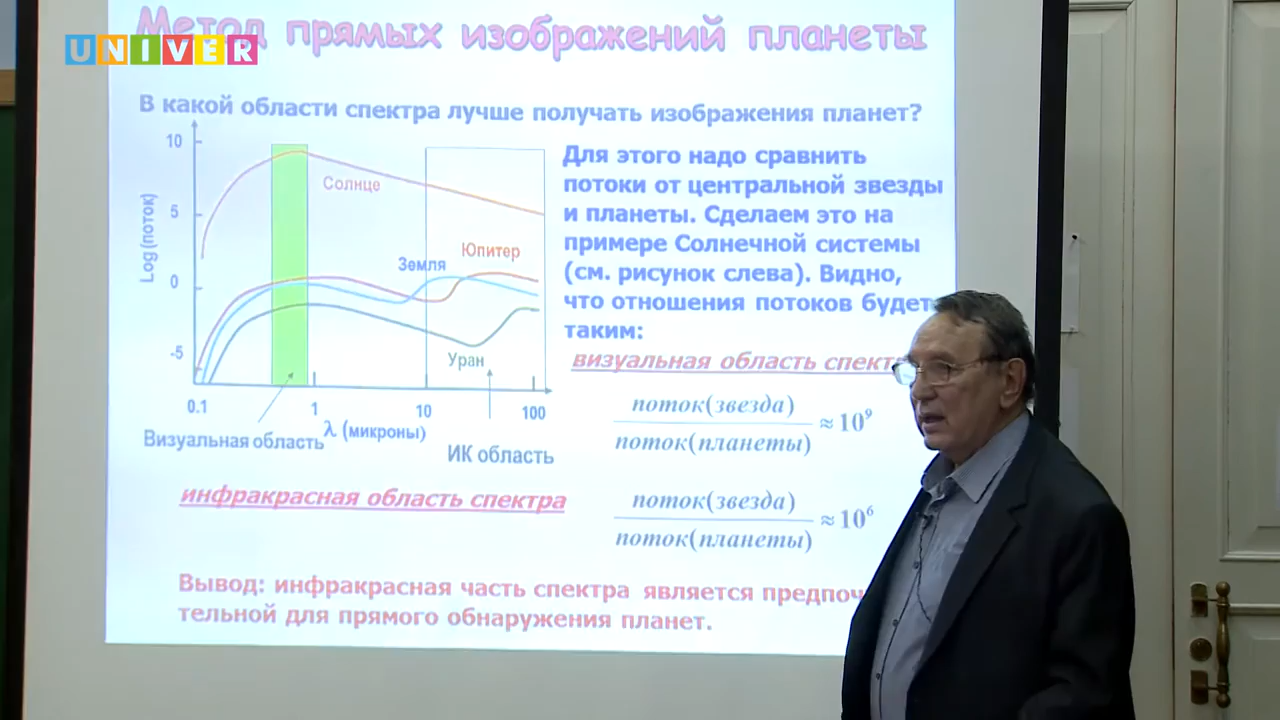 Метод прямых изображений планеты
UNIVER
В какой области спектра лучше получать изображения планет?
Log (поток)
10
5
0
-5
Солнце
Земля
Юпитер
Уран
0.1
1
10
100
λ (микроны)
Визуальная область
ИК область
Для этого надо сравнить
потоки от центральной звезды
и планеты. Сделаем это на
примере Солнечной системы
(см. рисунок слева). Видно,
что отношения потоков будет
таким:
визуальная область
поток(звезда)
поток(планеты)
≈ 10⁹
инфракрасная область спектра
поток(звезда)
поток(планеты)
≈ 10⁶
Вывод: инфракрасная часть спектра является
тельной для прямого обнаружения планет.